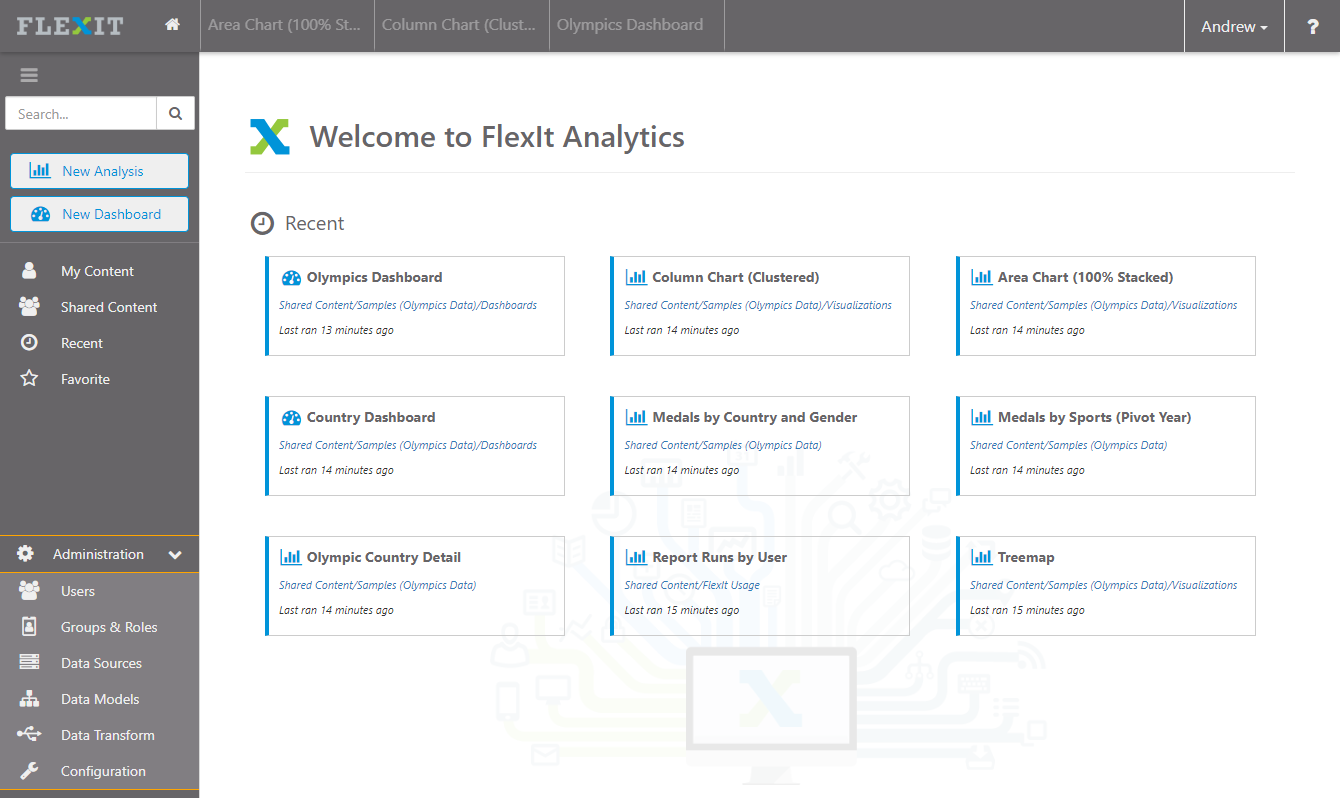 FLEXIT
Area Chart (100% St...
Column Chart (Clust...
Olympics Dashboard
Andrew
?
Search...
New Analysis
New Dashboard
My Content
Shared Content
Recent
Favorite
Administration
Users
Groups & Roles
Data Sources
Data Models
Data Transform
Configuration
Welcome to FlexIt Analytics
Recent
Olympics Dashboard
Shared Content/Samples (Olympics Data)/Dashboards
Last ran 13 minutes ago
Column Chart (Clustered)
Shared Content/Samples (Olympics Data)/Visualizations
Last ran 14 minutes ago
Area Chart (100% Stacked)
Shared Content/Samples (Olympics Data)/Visualizations
Last ran 14 minutes ago
Country Dashboard
Shared Content/Samples (Olympics Data)/Dashboards
Last ran 14 minutes ago
Medals by Country and Gender
Shared Content/Samples (Olympics Data)
Last ran 14 minutes ago
Medals by Sports (Pivot Year)
Shared Content/Samples (Olympics Data)
Last ran 14 minutes ago
Olympic Country Detail
Shared Content/Samples (Olympics Data)
Last ran 14 minutes ago
Report Runs by User
Shared Content/FlexIt Usage
Last ran 15 minutes ago
Treemap
Shared Content/Samples (Olympics Data)/Visualizations
Last ran 15 minutes ago